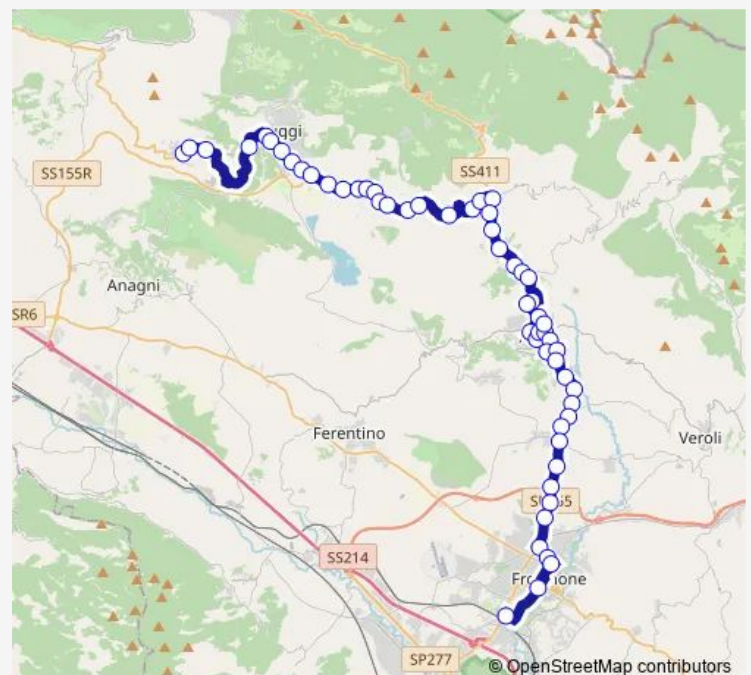 SS155R
SS411
Anagni
SR6
Ferentino
Veroli
SS214
SP277
© OpenStreetMap contributors